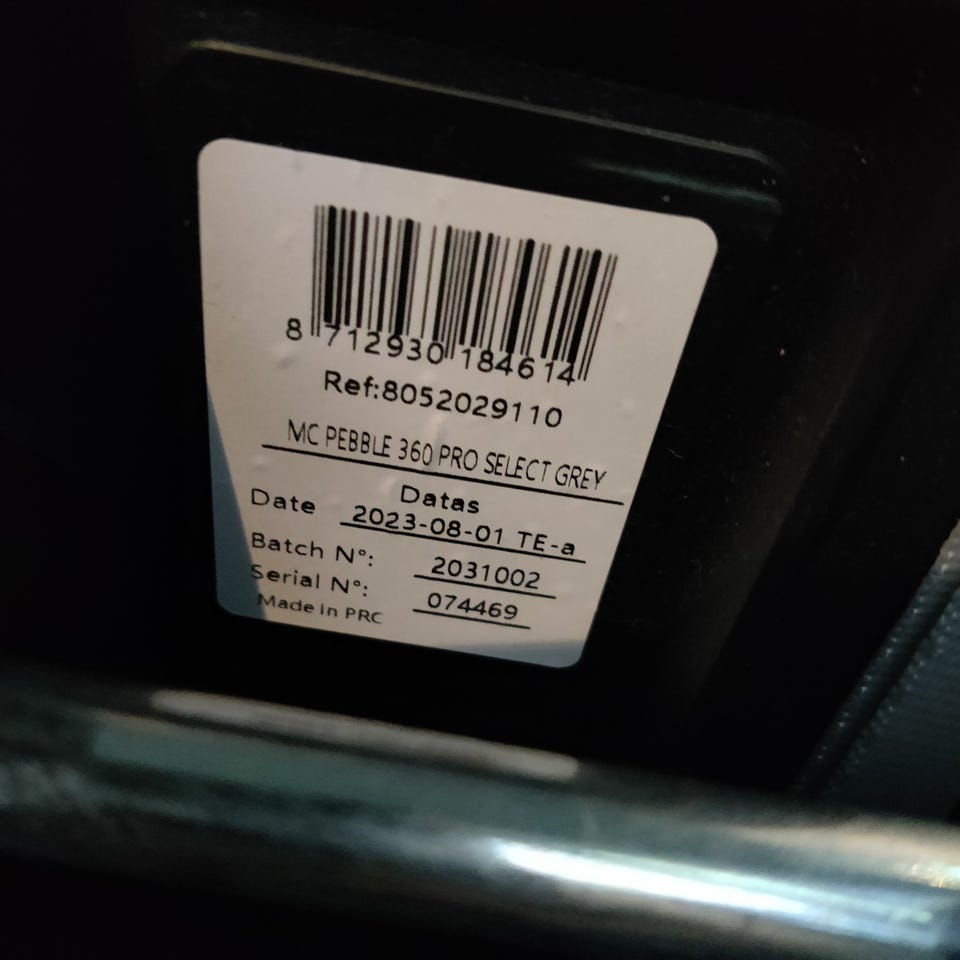 8 712930 184614
Ref:8052029110
MC PEBBLE 360 PRO SELECT GREY
Datas
Date 2023-08-01 TE-a
Batch N°: 2031002
Serial N°: 074469
Made in PRC